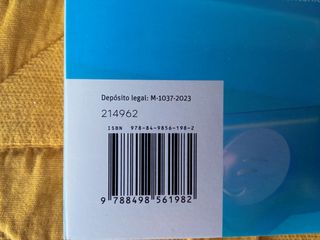 Depósito legal: M-1037-2023
214962
ISBN 978-84-9856-198-2
9 788498 561982